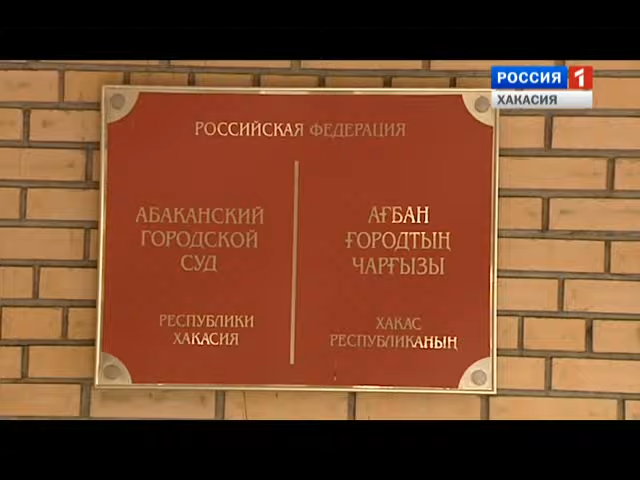 РОССИЯ 1
ХАКАСИЯ
РОССИЙСКАЯ ФЕДЕРАЦИЯ
АБАКАНСКИЙ
ГОРОДСКОЙ
СУД
РЕСПУБЛИКИ
ХАКАСИЯ
АҒБАН
ҒОРОДТЫҢ
ЧАРҒЫЗЫ
ХАКАС
РЕСПУБЛИКАНЫҢ